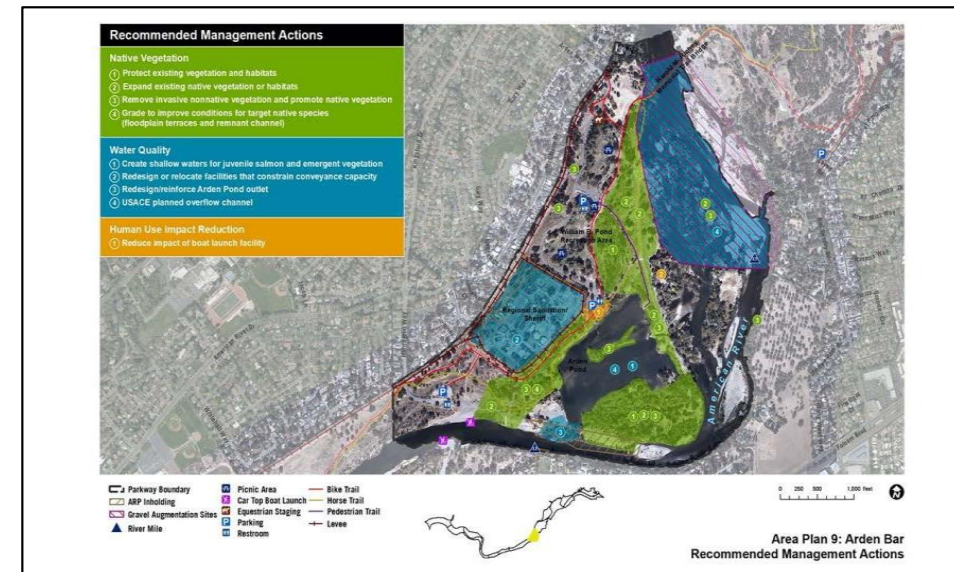 Recommended Management Actions
Native Vegetation
1 Protect existing vegetation and habitats
2 Expand existing native vegetation or habitats
3 Remove invasive nonnative vegetation and promote native vegetation
4 Grade to improve conditions for target native species
(floodplain terraces and remnant channel)
Water Quality
1 Create shallow waters for juvenile salmon and emergent vegetation
2 Redesign or relocate facilities that constrain conveyance capacity
3 Redesign/reinforce Arden Pond outlet
4 USACE planned overflow channel
Human Use Impact Reduction
1 Reduce impact of boat launch facility
William B. Pond
Recreation Area
Regional Sanitation/
Sheriff
Arden
Pond
American River
Folsom Blvd
American River Dr
Parkway Boundary
ARP Inholding
Gravel Augmentation Sites
River Mile
Picnic Area
Car Top Boat Launch
Equestrian Staging
Parking
Restroom
Bike Trail
Horse Trail
Pedestrian Trail
Levee
0 250 500 1,000 feet
Area Plan 9: Arden Bar
Recommended Management Actions